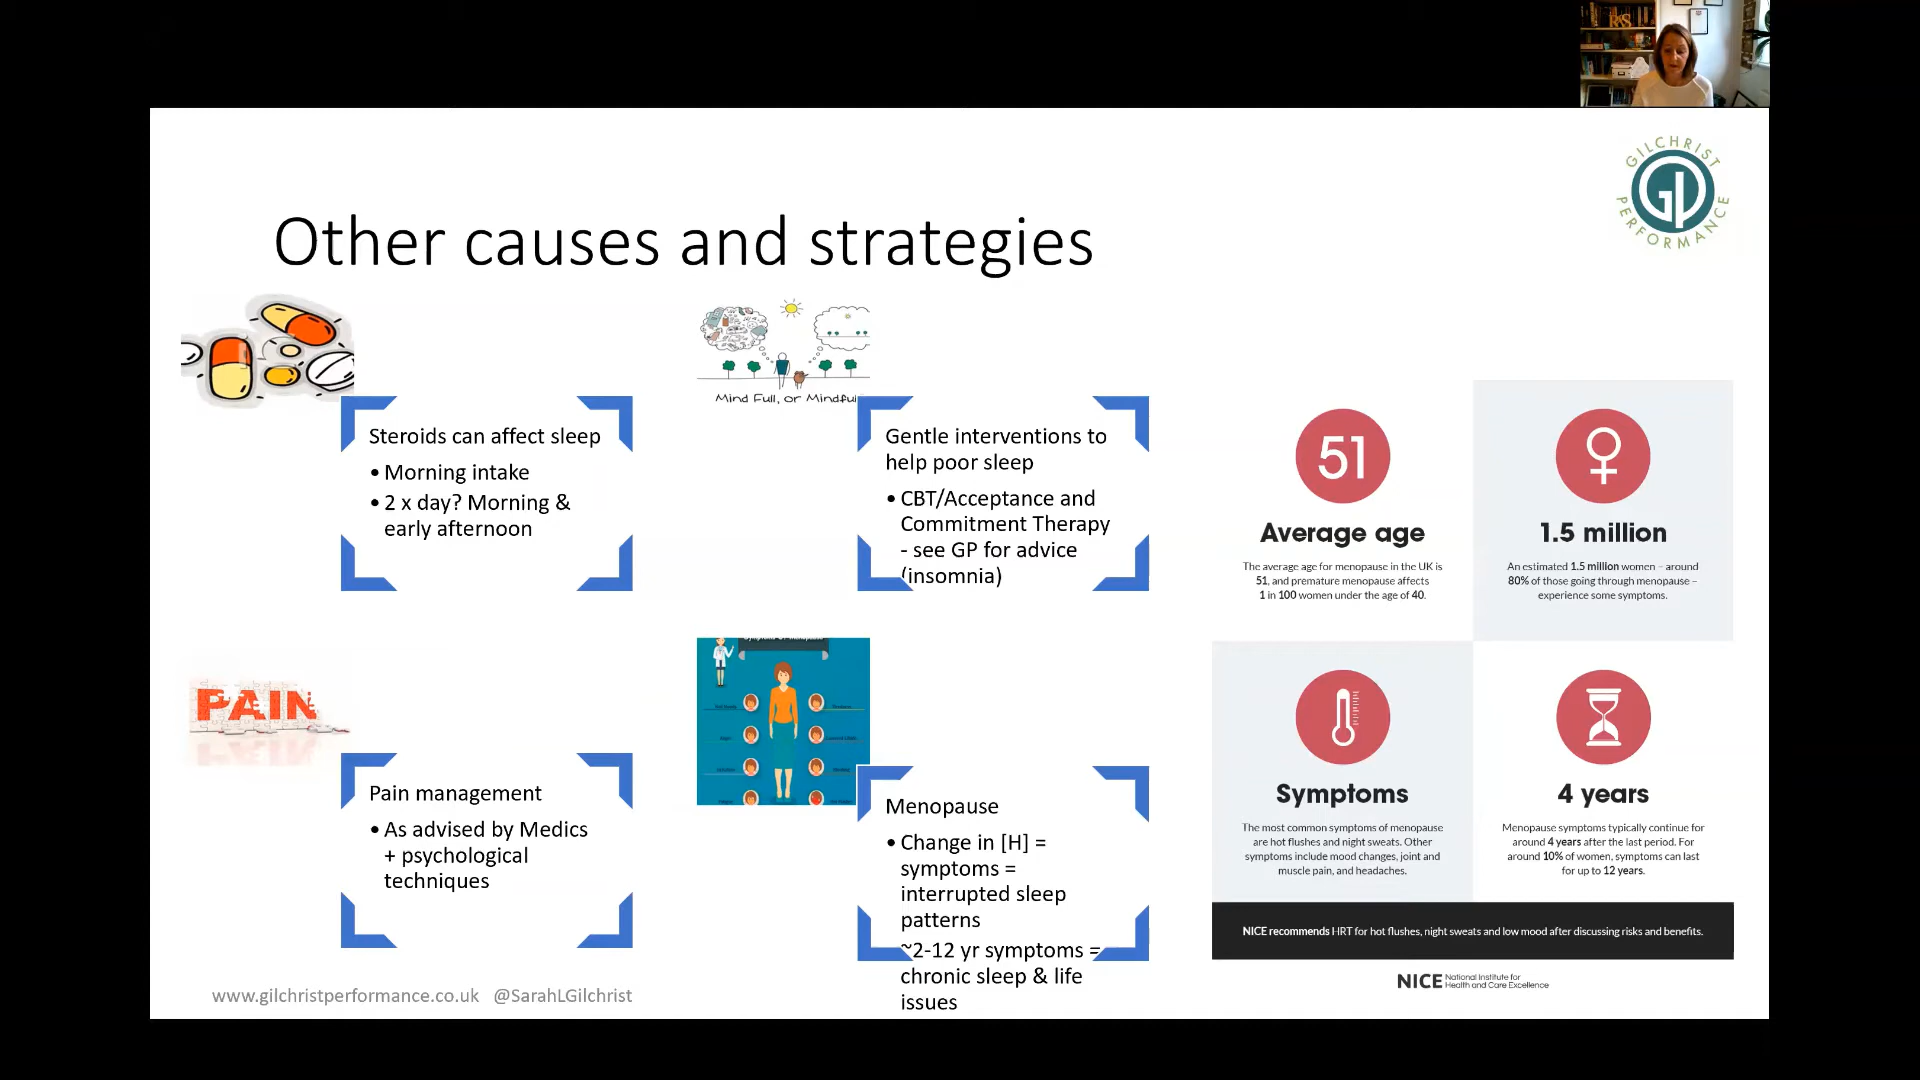 R&S
GILCHRIST
PERFORMANCE
Other causes and strategies
Steroids can affect sleep
• Morning intake
• 2 x day? Morning &
early afternoon
Mind Full, or Mindful
Gentle interventions to
help poor sleep
• CBT/Acceptance and
Commitment Therapy
- see GP for advice
(insomnia)
PAIN
Pain management
• As advised by Medics
+ psychological
techniques
Menopause
• Change in [H] =
symptoms =
interrupted sleep
patterns
~2-12 yr symptoms =
chronic sleep & life
issues
51
Average age
The average age for menopause in the UK is
51, and premature menopause affects
1 in 100 women under the age of 40.
1.5 million
An estimated 1.5 million women – around
80% of those going through menopause –
experience some symptoms.
Symptoms
The most common symptoms of menopause
are hot flushes and night sweats. Other
symptoms include mood changes, joint and
muscle pain, and headaches.
4 years
Menopause symptoms typically continue for
around 4 years after the last period. For
around 10% of women, symptoms can last
for up to 12 years.
NICE recommends HRT for hot flushes, night sweats and low mood after discussing risks and benefits.
NICE National Institute for
Health and Care Excellence
www.gilchristperformance.co.uk @SarahLGilchrist